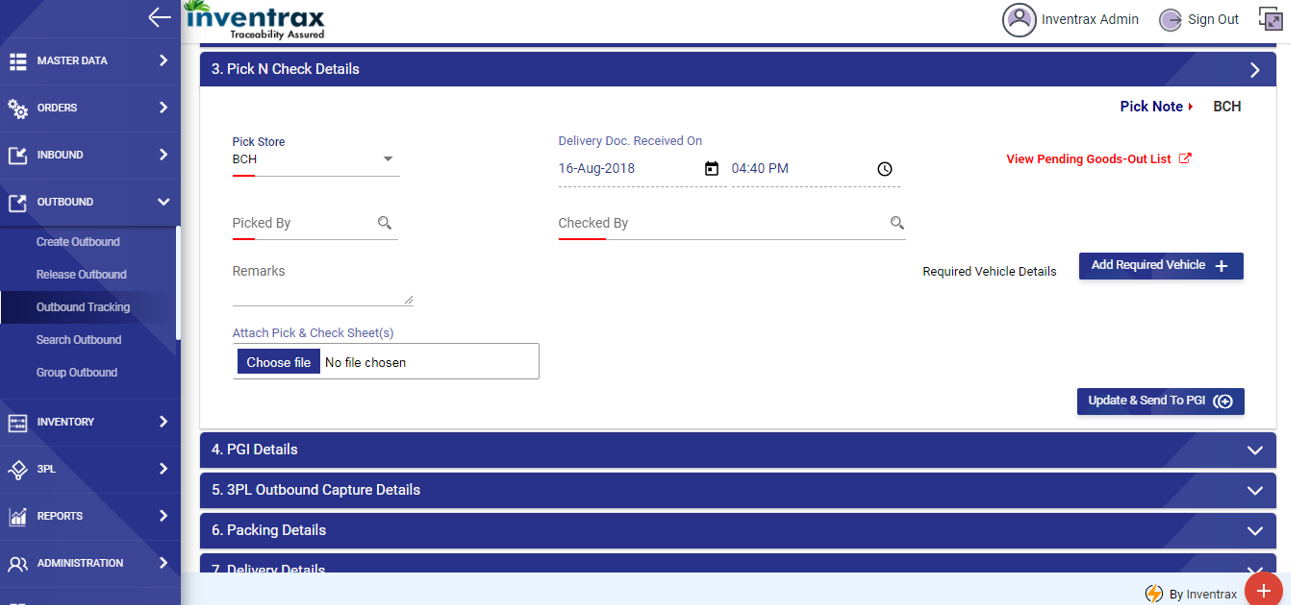 inventrax
Traceability Assured
Inventrax Admin
Sign Out
MASTER DATA
ORDERS
INBOUND
OUTBOUND
Create Outbound
Release Outbound
Outbound Tracking
Search Outbound
Group Outbound
INVENTORY
3PL
REPORTS
ADMINISTRATION
3. Pick N Check Details
Pick Note BCH
Pick Store
BCH
Delivery Doc. Received On
16-Aug-2018 04:40 PM
View Pending Goods-Out List
Picked By
Checked By
Remarks
Required Vehicle Details
Add Required Vehicle +
Attach Pick & Check Sheet(s)
Choose file No file chosen
Update & Send To PGI
4. PGI Details
5. 3PL Outbound Capture Details
6. Packing Details
7. Delivery Details
By Inventrax
+